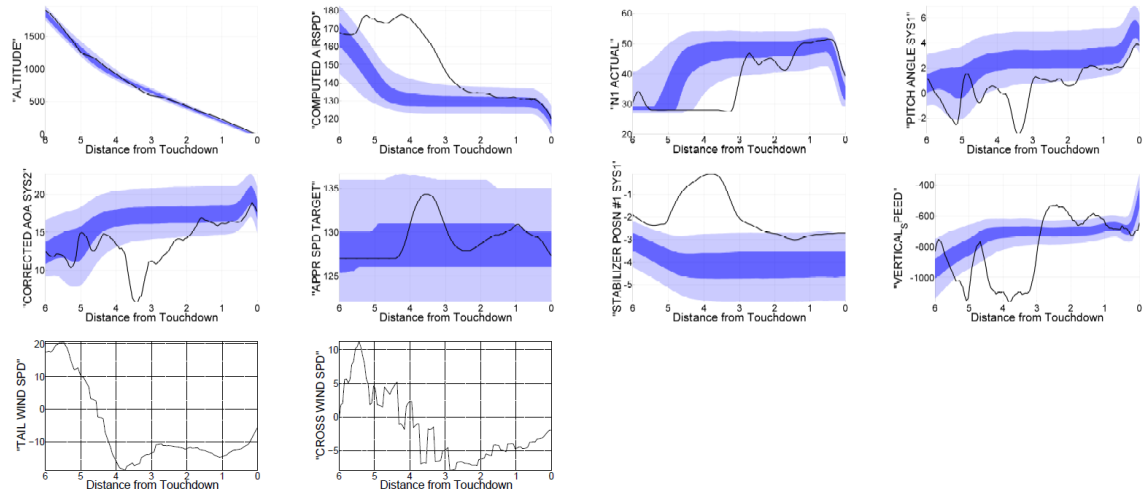 "ALTITUDE"
1500
1000
500
0
6 5 4 3 2 1 0
Distance from Touchdown
"COMPUTED AIRSPD"
180
170
160
150
140
130
120
6 5 4 3 2 1 0
Distance from Touchdown
"N1 ACTUAL"
60
50
40
30
20
6 5 4 3 2 1 0
Distance from Touchdown
"PITCH ANGLE SYS1"
6
4
2
0
6 5 4 3 2 1 0
Distance from Touchdown
"CORRECTED AOA SYS2"
20
15
10
6 5 4 3 2 1 0
Distance from Touchdown
"APPR SPD TARGET"
135
130
125
6 5 4 3 2 1 0
Distance from Touchdown
"STABILIZER POSN #1 SYS1"
-1
-2
-3
-4
-5
6 5 4 3 2 1 0
Distance from Touchdown
"VERTICAL_SPEED"
-400
-600
-800
-1000
6 5 4 3 2 1 0
Distance from Touchdown
"TAIL WIND SPD"
20
10
0
−10
6 5 4 3 2 1 0
Distance from Touchdown
"CROSS WIND SPD"
10
5
0
−5
6 5 4 3 2 1 0
Distance from Touchdown